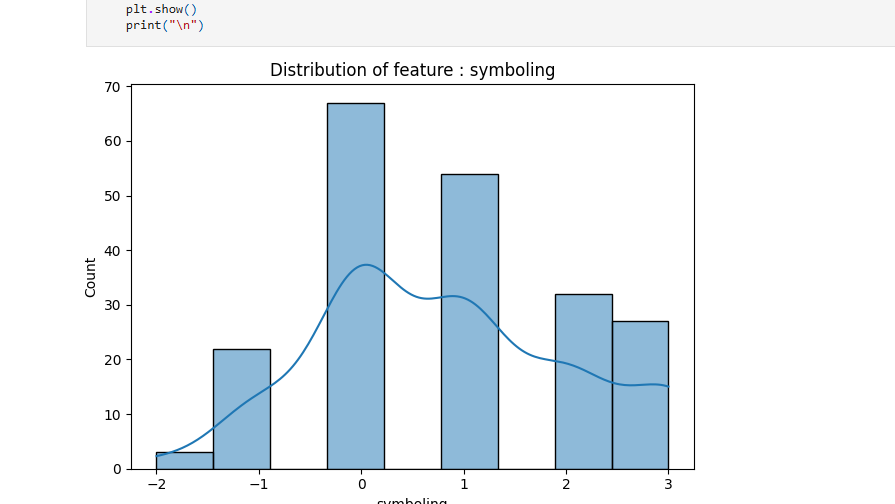 plt.show()
print("\n")
Distribution of feature : symboling
70
60
50
40
30
20
10
0
Count
−2 −1 0 1 2 3
symboling